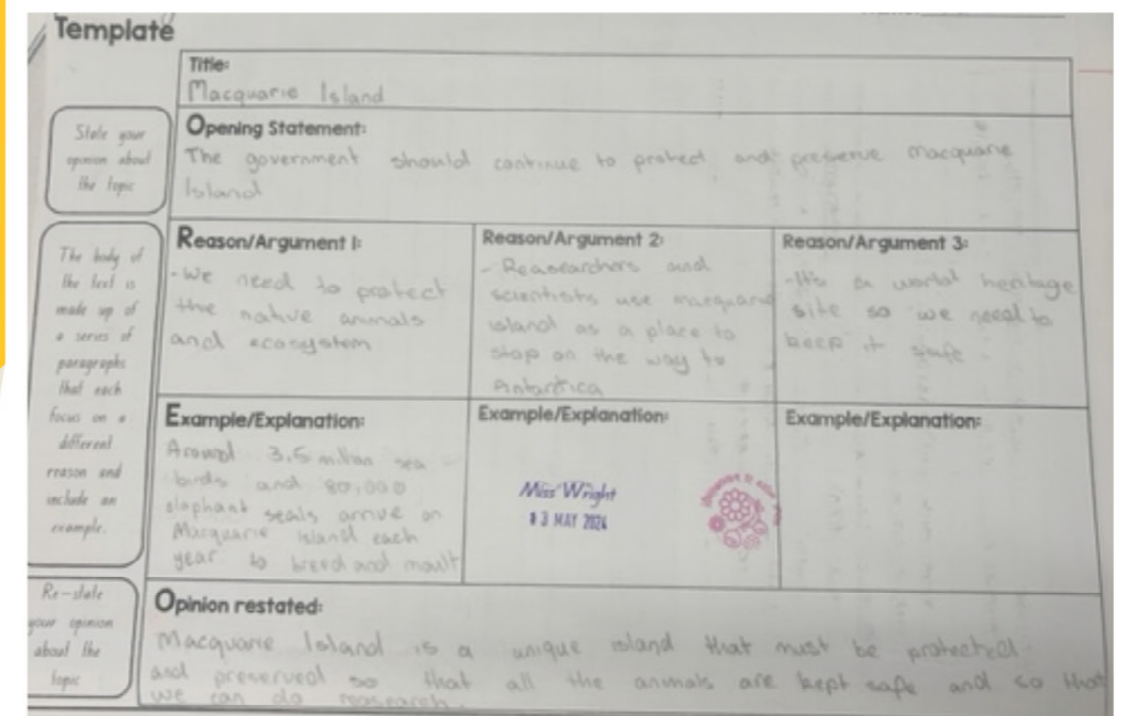 Template
Title:
Macquarie Island
State your
opinion about
the topic
Opening Statement:
The government should continue to protect and preserve macquarie
Island
The body of
the text is
made up of
a series of
paragraphs
that each
focus on a
different
reason and
include an
example.
Reason/Argument 1:
-We need to protect
the native animals
and ecosystem
Reason/Argument 2:
- Reasearchers and
scientists use macquarie
island as a place to
stop on the way to
Antartica
Reason/Argument 3:
-It's a world heritage
site so we need to
keep it safe
Example/Explanation:
Around 3.5 million sea
birds and 80,000
elephant seals arrive on
Macquarie island each
year to breed and moult
Example/Explanation:
Miss Wright
3 MAY 2024
Example/Explanation:
Re-state
your opinion
about the
topic
Opinion restated:
Macquarie Island is a unique island that must be protected
and preserved so that all the animals are kept safe and so that
we can do reasearch.